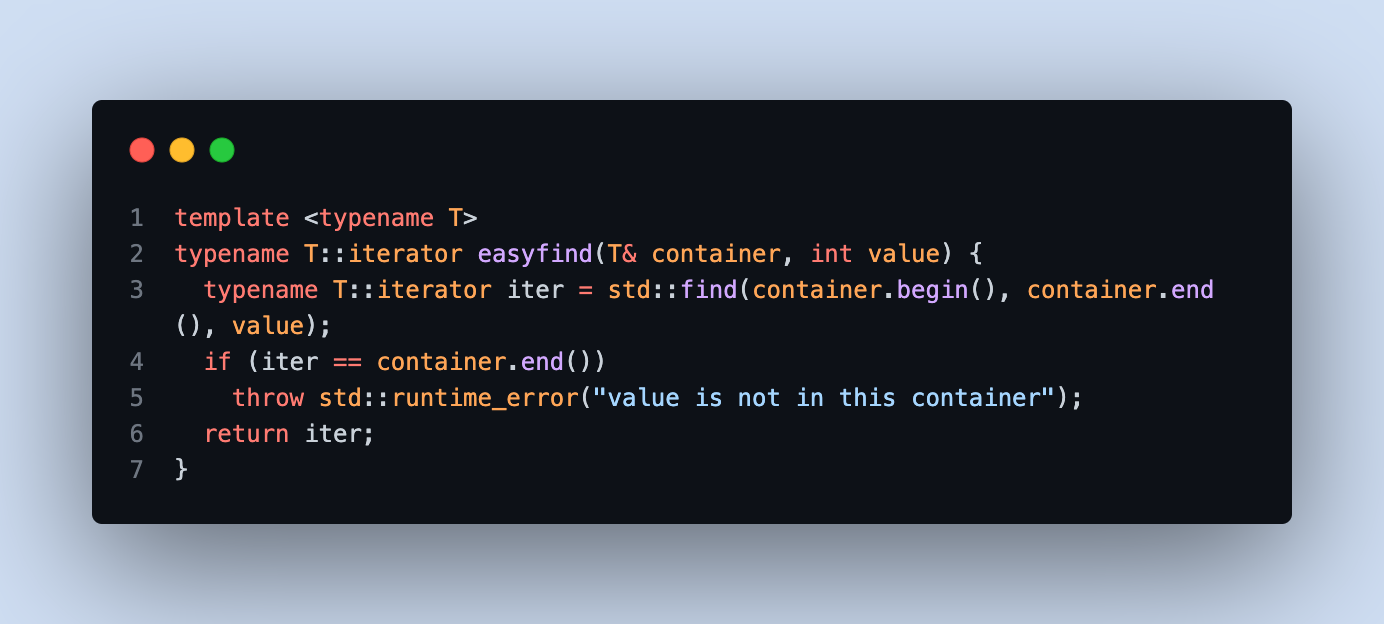 1 template <typename T>
2 typename T::iterator easyfind(T& container, int value) {
3   typename T::iterator iter = std::find(container.begin(), container.end
(), value);
4   if (iter == container.end())
5     throw std::runtime_error("value is not in this container");
6   return iter;
7 }